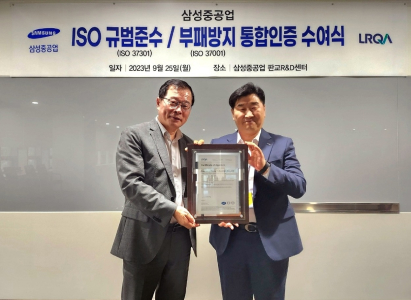 삼성중공업
SAMSUNG
삼성중공업
ISO 규범준수 / 부패방지 통합인증 수여식
(ISO 37301) (ISO 37001)
LRQA
일자 : 2023년 9월 25일(월) 장소 : 삼성중공업 판교R&D센터